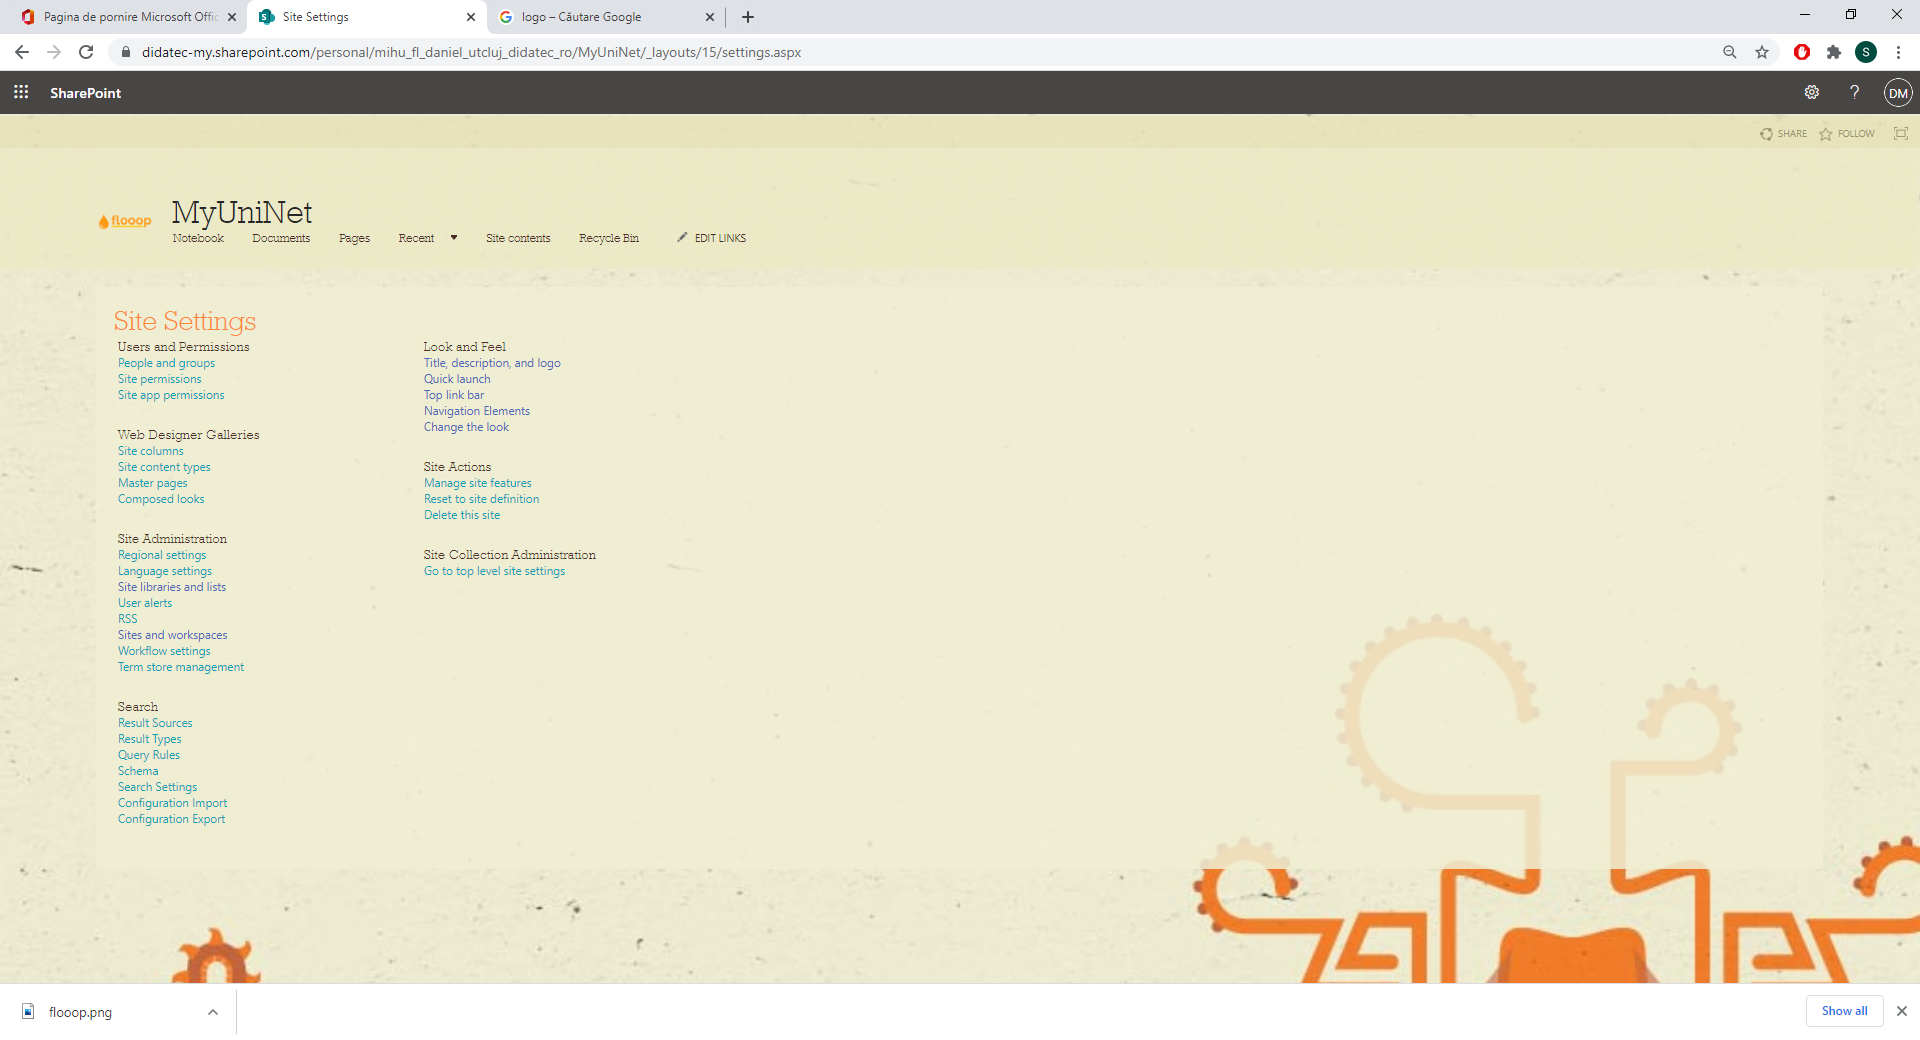 Pagina de pornire Microsoft Offic
Site Settings
logo – Căutare Google
didatec-my.sharepoint.com/personal/mihu_fl_daniel_utcluj_didatec_ro/MyUniNet/_layouts/15/settings.aspx
S
SharePoint
?
DM
SHARE
FOLLOW
flooop
MyUniNet
Notebook Documents Pages Recent Site contents Recycle Bin EDIT LINKS
Site Settings
Users and Permissions
People and groups
Site permissions
Site app permissions
Web Designer Galleries
Site columns
Site content types
Master pages
Composed looks
Site Administration
Regional settings
Language settings
Site libraries and lists
User alerts
RSS
Sites and workspaces
Workflow settings
Term store management
Search
Result Sources
Result Types
Query Rules
Schema
Search Settings
Configuration Import
Configuration Export
Look and Feel
Title, description, and logo
Quick launch
Top link bar
Navigation Elements
Change the look
Site Actions
Manage site features
Reset to site definition
Delete this site
Site Collection Administration
Go to top level site settings
flooop.png
Show all